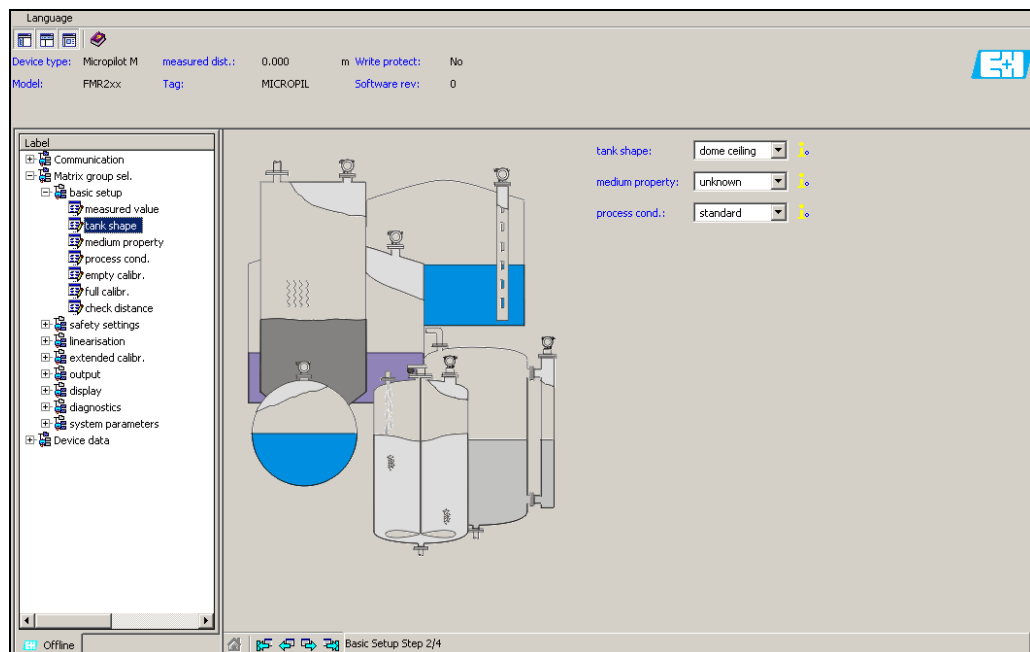 Language
Device type: Micropilot M measured dist.: 0.000 m Write protect: No
Model: FMR2xx Tag: MICROPIL Software rev: 0
E+H
Label
Communication
Matrix group sel.
basic setup
measured value
tank shape
medium property
process cond.
empty calibr.
full calibr.
check distance
safety settings
linearisation
extended calibr.
output
display
diagnostics
system parameters
Device data
tank shape: dome ceiling
medium property: unknown
process cond.: standard
Offline
Basic Setup Step 2/4